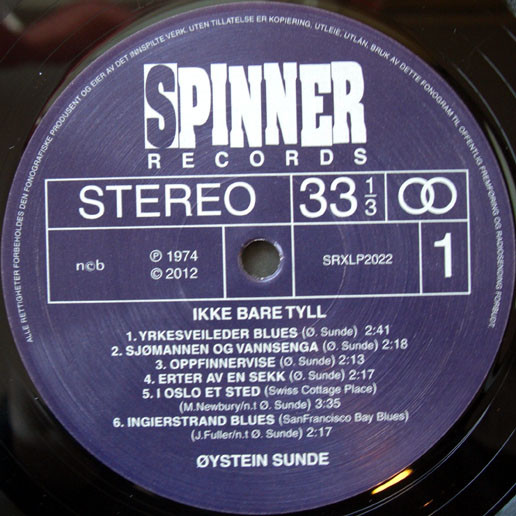 ALLE RETTIGHETER FORBEHOLDES DEN FONOGRAFISKE PRODUSENT OG EIER AV DET INNSPILTE VERK. UTEN TILLATELSE ER KOPIERING, UTLEIE, UTLÅN, BRUK AV DETTE FONOGRAM TIL OFFENTLIG FREMFØRING OG RADIOSENDING FORBUDT.
SPINNER
RECORDS
STEREO
33 1/3
n©b
℗ 1974
© 2012
SRXLP2022
1
IKKE BARE TYLL
1. YRKESVEILEDER BLUES (Ø. Sunde) 2:41
2. SJØMANNEN OG VANNSENGA (Ø. Sunde) 2:18
3. OPPFINNERVISE (Ø. Sunde) 2:13
4. ERTER AV EN SEKK (Ø. Sunde) 2:17
5. I OSLO ET STED (Swiss Cottage Place)
(M.Newbury/n.t Ø. Sunde) 3:35
6. INGIERSTRAND BLUES (SanFrancisco Bay Blues)
(J.Fuller/n.t Ø. Sunde) 2:17
ØYSTEIN SUNDE